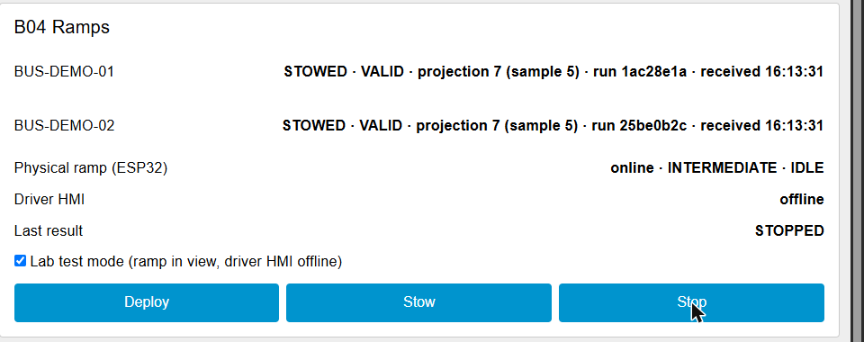 B04 Ramps
BUS-DEMO-01 STOWED · VALID · projection 7 (sample 5) · run 1ac28e1a · received 16:13:31
BUS-DEMO-02 STOWED · VALID · projection 7 (sample 5) · run 25be0b2c · received 16:13:31
Physical ramp (ESP32) online · INTERMEDIATE · IDLE
Driver HMI offline
Last result STOPPED
Lab test mode (ramp in view, driver HMI offline)
Deploy Stow Stop